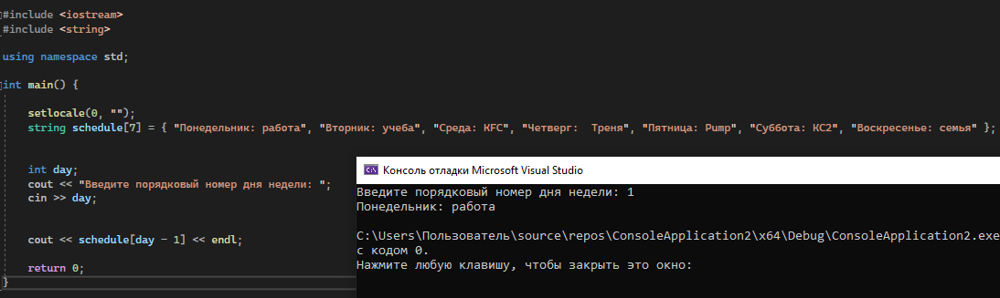 #include <iostream>
#include <string>
using namespace std;
int main() {
setlocale(0, "");
string schedule[7] = { "Понедельник: работа", "Вторник: учеба", "Среда: KFC", "Четверг:  Треня", "Пятница: Pump", "Суббота: КС2", "Воскресенье: семья" };
int day;
cout << "Введите порядковый номер дня недели: ";
cin >> day;
cout << schedule[day - 1] << endl;
return 0;
}
Консоль отладки Microsoft Visual Studio
Введите порядковый номер дня недели: 1
Понедельник: работа
C:\Users\Пользователь\source\repos\ConsoleApplication2\x64\Debug\ConsoleApplication2.exe
с кодом 0.
Нажмите любую клавишу, чтобы закрыть это окно: